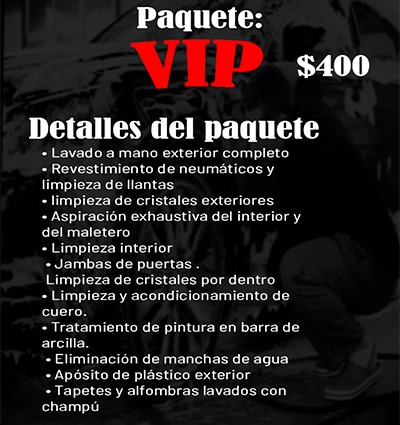 Paquete:
VIP
$400
Detalles del paquete
• Lavado a mano exterior completo
• Revestimiento de neumáticos y
limpieza de llantas
• limpieza de cristales exteriores
• Aspiración exhaustiva del interior y
del maletero
• Limpieza interior
• Jambas de puertas .
Limpieza de cristales por dentro
• Limpieza y acondicionamiento de
cuero.
• Tratamiento de pintura en barra de
arcilla.
• Eliminación de manchas de agua
• Apósito de plástico exterior
• Tapetes y alfombras lavados con
champú